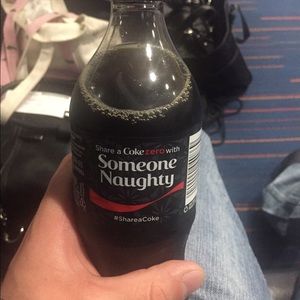 Share a Coke zero with
Someone
Naughty
#ShareaCoke